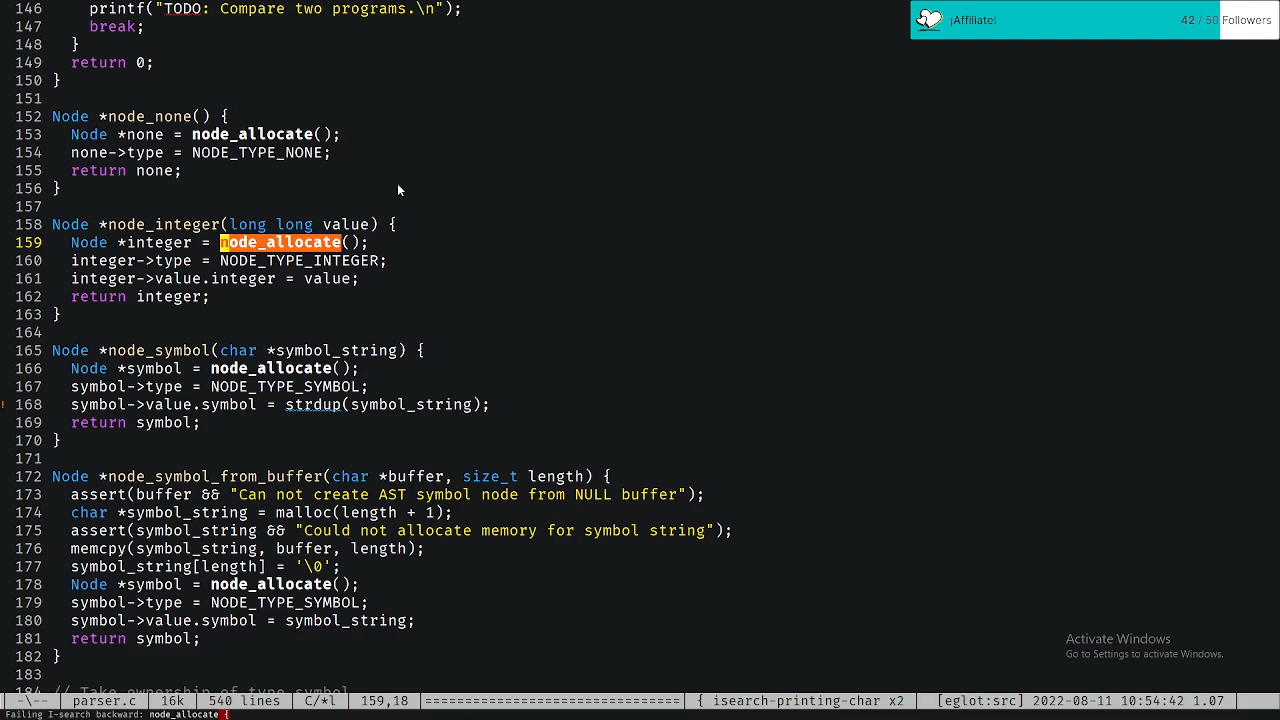 146     printf("TODO: Compare two programs.\n");
¡Affiliate! 42 / 50 Followers
147     break;
148   }
149   return 0;
150 }
151
152 Node *node_none() {
153   Node *none = node_allocate();
154   none->type = NODE_TYPE_NONE;
155   return none;
156 }
157
158 Node *node_integer(long long value) {
159   Node *integer = node_allocate();
160   integer->type = NODE_TYPE_INTEGER;
161   integer->value.integer = value;
162   return integer;
163 }
164
165 Node *node_symbol(char *symbol_string) {
166   Node *symbol = node_allocate();
167   symbol->type = NODE_TYPE_SYMBOL;
! 168   symbol->value.symbol = strdup(symbol_string);
169   return symbol;
170 }
171
172 Node *node_symbol_from_buffer(char *buffer, size_t length) {
173   assert(buffer && "Can not create AST symbol node from NULL buffer");
174   char *symbol_string = malloc(length + 1);
175   assert(symbol_string && "Could not allocate memory for symbol string");
176   memcpy(symbol_string, buffer, length);
177   symbol_string[length] = '\0';
178   Node *symbol = node_allocate();
179   symbol->type = NODE_TYPE_SYMBOL;
180   symbol->value.symbol = symbol_string;
181   return symbol;
182 }
183
184 // Take ownership of type symbol
Activate Windows
Go to Settings to activate Windows.
-\-- parser.c 16k 540 lines C/*l 159,18 ============================ { isearch-printing-char x2 [eglot:src] 2022-08-11 10:54:42 1.07
Failing I-search backward: node_allocate {